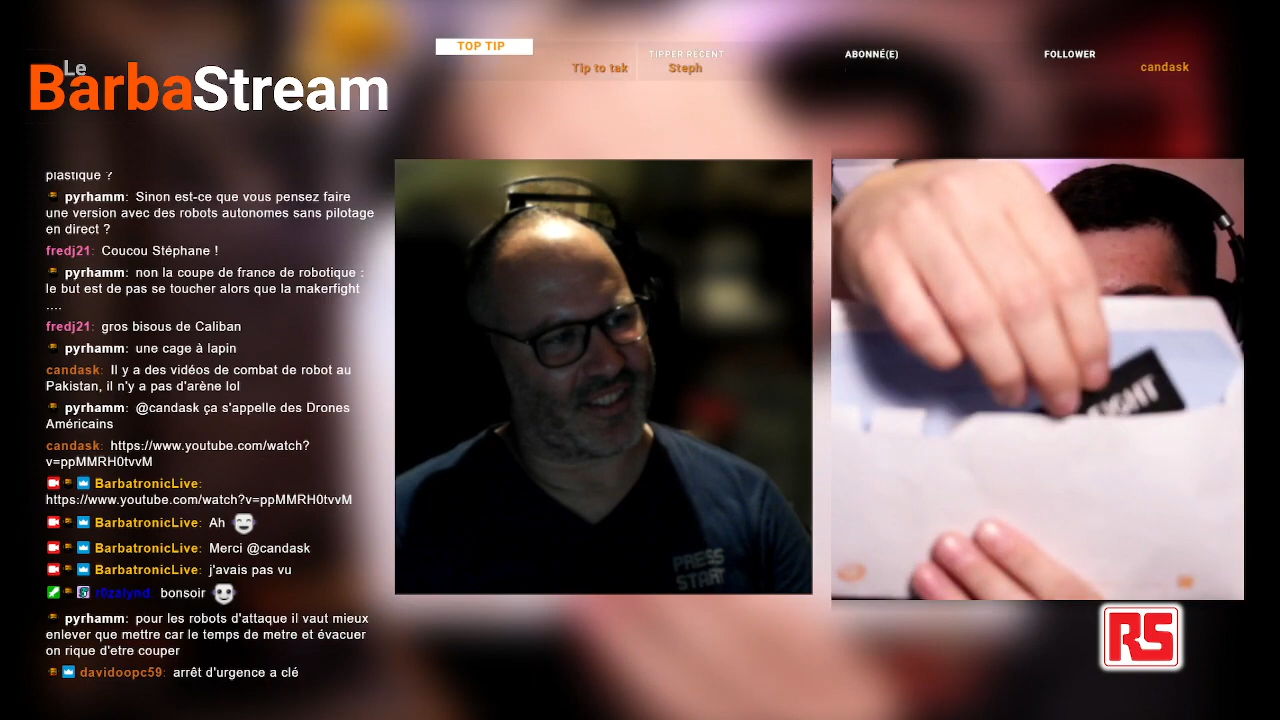 Le
BarbaStream
TOP TIP
Tip to tak
TIPPER RECENT
Steph
ABONNÉ(E)
FOLLOWER
candask
plastique ?
pyrhamm: Sinon est-ce que vous pensez faire
une version avec des robots autonomes sans pilotage
en direct ?
fredj21: Coucou Stéphane !
pyrhamm: non la coupe de france de robotique :
le but est de pas se toucher alors que la makerfight
....
fredj21: gros bisous de Caliban
pyrhamm: une cage à lapin
candask: Il y a des vidéos de combat de robot au
Pakistan, il n'y a pas d'arène lol
pyrhamm: @candask ça s'appelle des Drones
Américains
candask: https://www.youtube.com/watch?
v=ppMMRH0tvvM
BarbatronicLive:
https://www.youtube.com/watch?v=ppMMRH0tvvM
BarbatronicLive: Ah
BarbatronicLive: Merci @candask
BarbatronicLive: j'avais pas vu
r0zalynd: bonsoir
pyrhamm: pour les robots d'attaque il vaut mieux
enlever que mettre car le temps de metre et évacuer
on rique d'etre couper
davidoopc59: arrêt d'urgence a clé
PRESS
START
RS